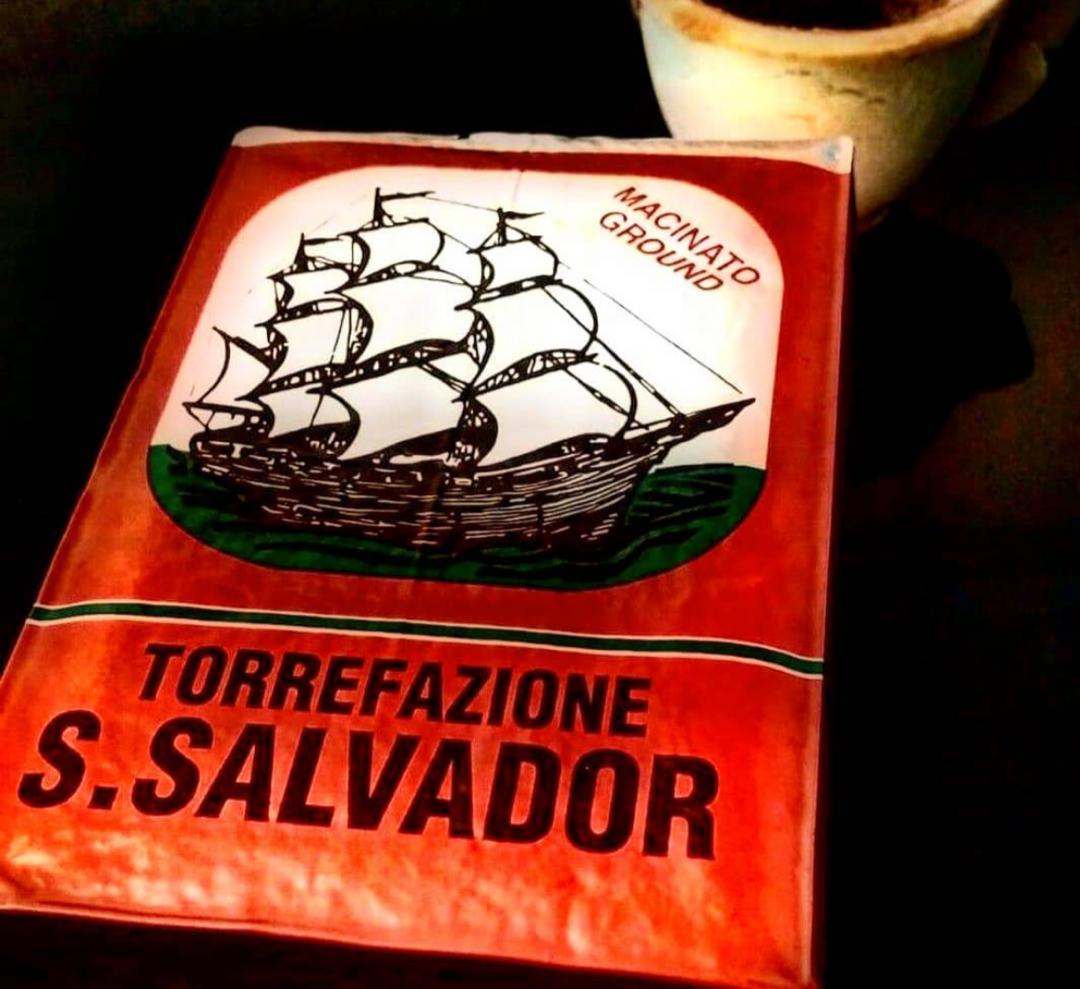 MACINATO
GROUND
TORREFAZIONE
S.SALVADOR